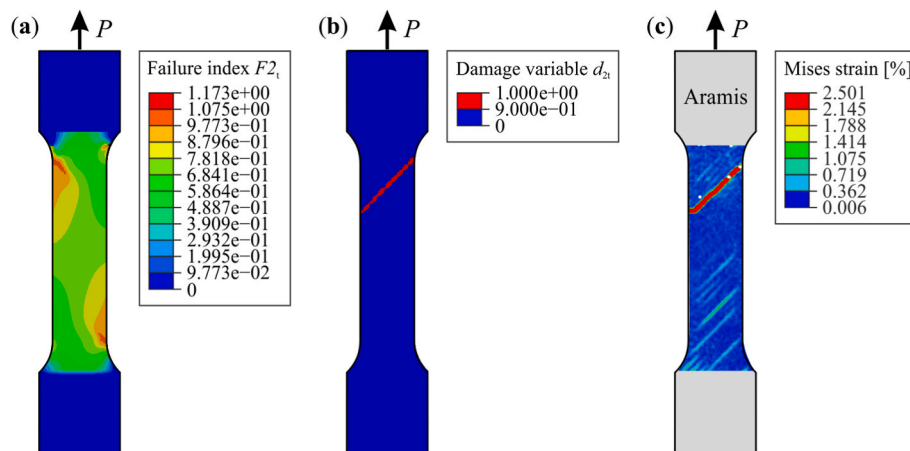 (a)
P
Failure index F2t
1.173e+00
1.075e+00
9.773e−01
8.796e−01
7.818e−01
6.841e−01
5.864e−01
4.887e−01
3.909e−01
2.932e−01
1.995e−01
9.773e−02
0
(b)
P
Damage variable d2t
1.000e+00
9.000e−01
0
(c)
P
Aramis
Mises strain [%]
2.501
2.145
1.788
1.414
1.075
0.719
0.362
0.006